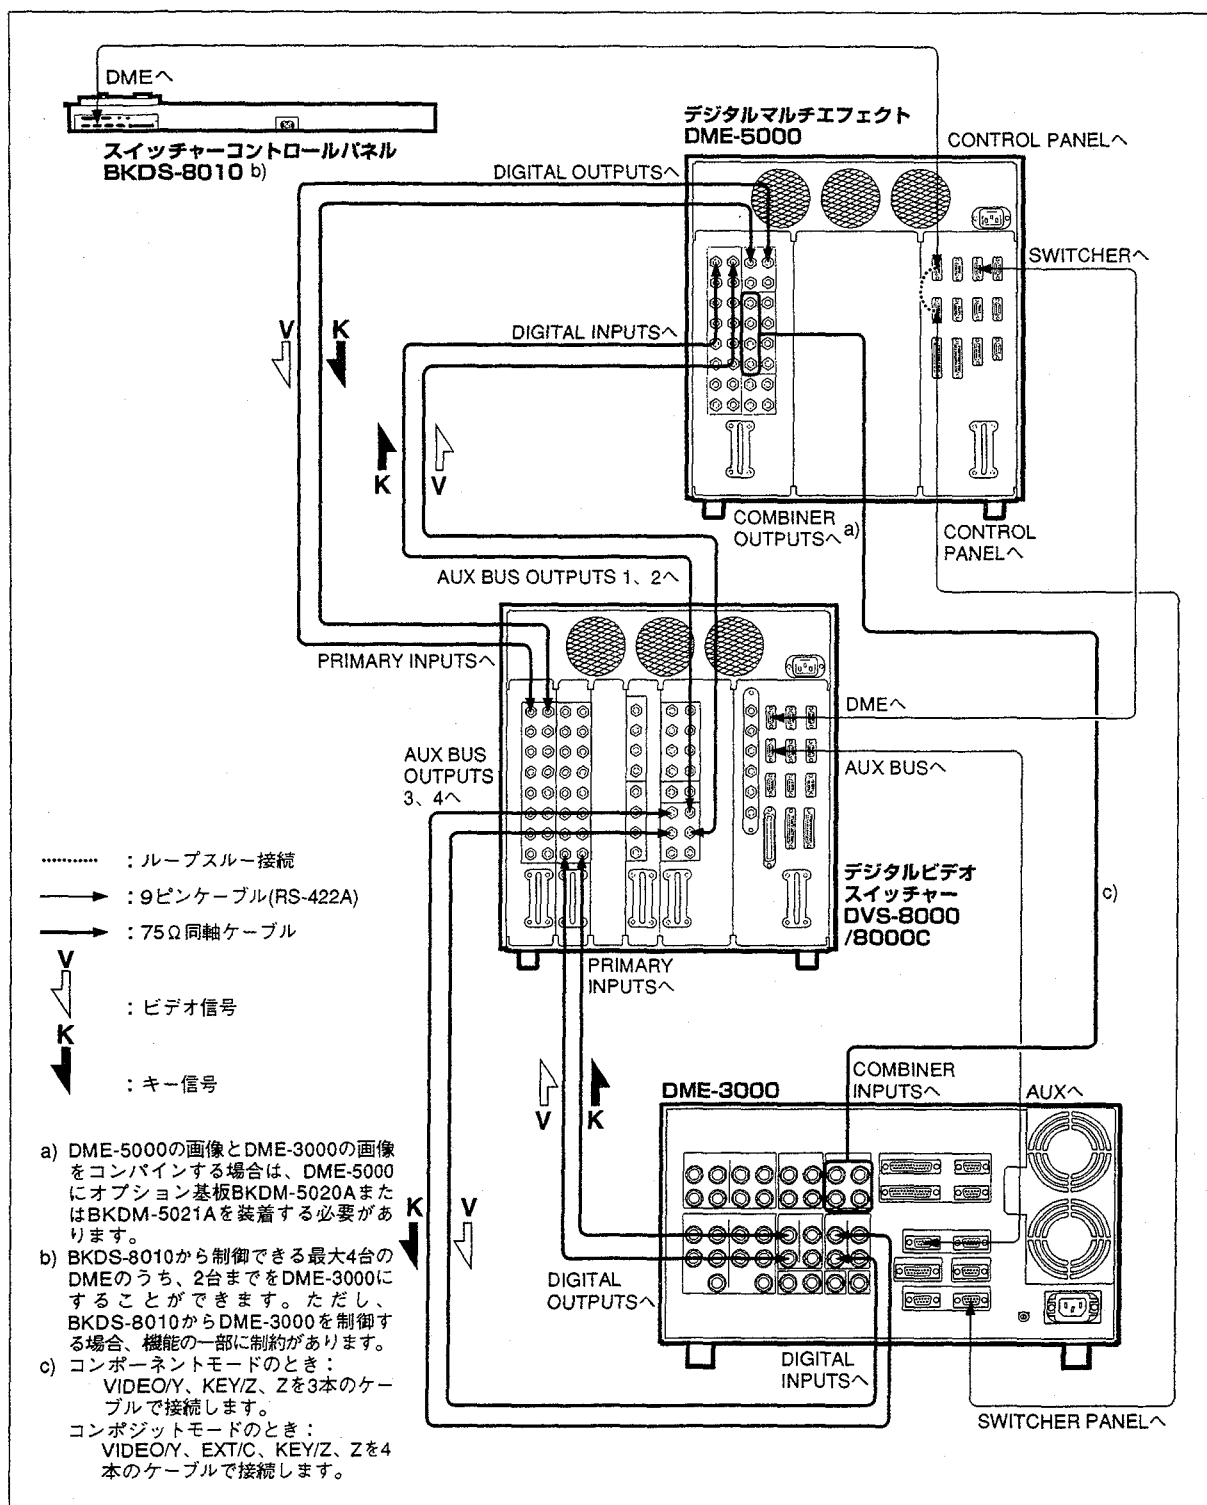 DMEへ
スイッチャーコントロールパネル
BKDS-8010 b)
デジタルマルチエフェクト
DME-5000
CONTROL PANELへ
DIGITAL OUTPUTSへ
SWITCHERへ
V
K
DIGITAL INPUTSへ
K
V
COMBINER
OUTPUTSへ a)
CONTROL
PANELへ
AUX BUS OUTPUTS 1、2へ
PRIMARY INPUTSへ
DMEへ
AUX BUS
OUTPUTS
3、4へ
AUX BUSへ
デジタルビデオ
スイッチャー
DVS-8000
/8000C
c)
PRIMARY
INPUTSへ
：ループスルー接続
：9ピンケーブル(RS-422A)
：75Ω同軸ケーブル
V
：ビデオ信号
K
：キー信号
V
K
DME-3000
COMBINER
INPUTSへ
AUXへ
K
V
DIGITAL
OUTPUTSへ
DIGITAL
INPUTSへ
SWITCHER PANELへ
a) DME-5000の画像とDME-3000の画像
をコンバインする場合は、DME-5000
にオプション基板BKDM-5020Aまた
はBKDM-5021Aを装着する必要があ
ります。
b) BKDS-8010から制御できる最大4台の
DMEのうち、2台までをDME-3000に
することができます。ただし、
BKDS-8010からDME-3000を制御す
る場合、機能の一部に制約があります。
c) コンポーネントモードのとき：
VIDEO/Y、KEY/Z、Zを3本のケー
ブルで接続します。
コンポジットモードのとき：
VIDEO/Y、EXT/C、KEY/Z、Zを4
本のケーブルで接続します。